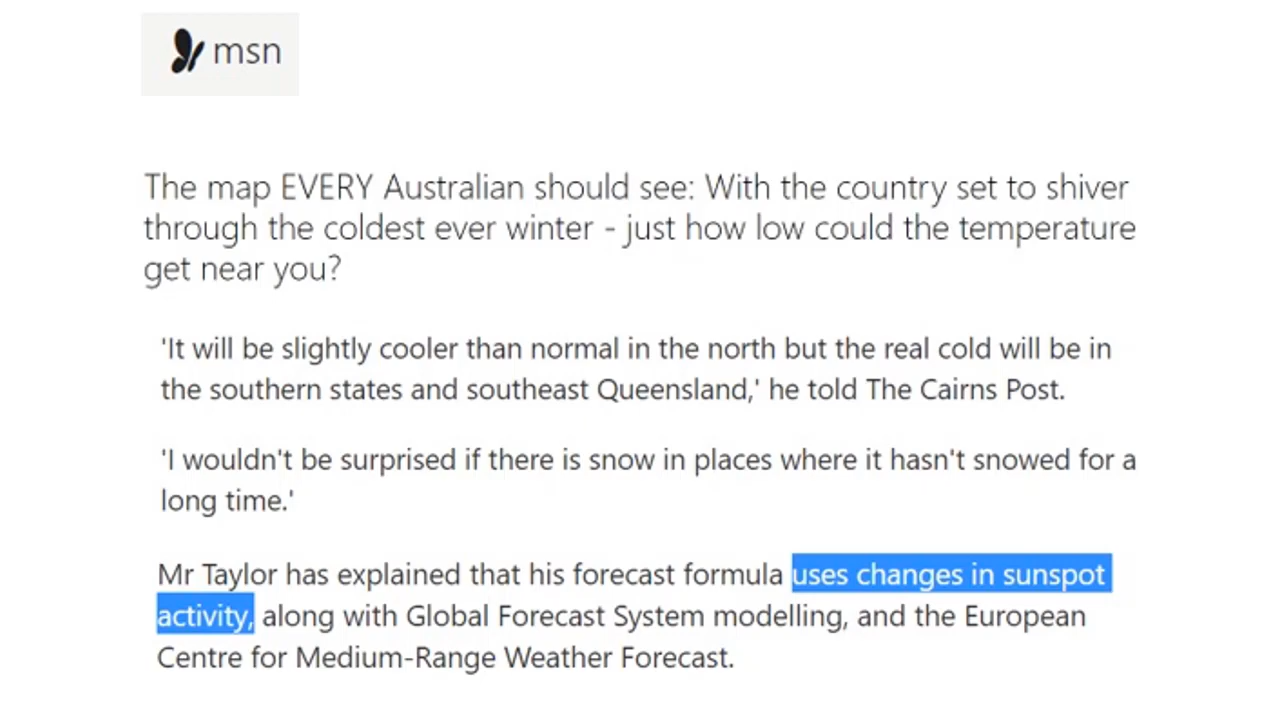 msn
The map EVERY Australian should see: With the country set to shiver
through the coldest ever winter - just how low could the temperature
get near you?
'It will be slightly cooler than normal in the north but the real cold will be in
the southern states and southeast Queensland,' he told The Cairns Post.
'I wouldn't be surprised if there is snow in places where it hasn't snowed for a
long time.'
Mr Taylor has explained that his forecast formula uses changes in sunspot
activity, along with Global Forecast System modelling, and the European
Centre for Medium-Range Weather Forecast.